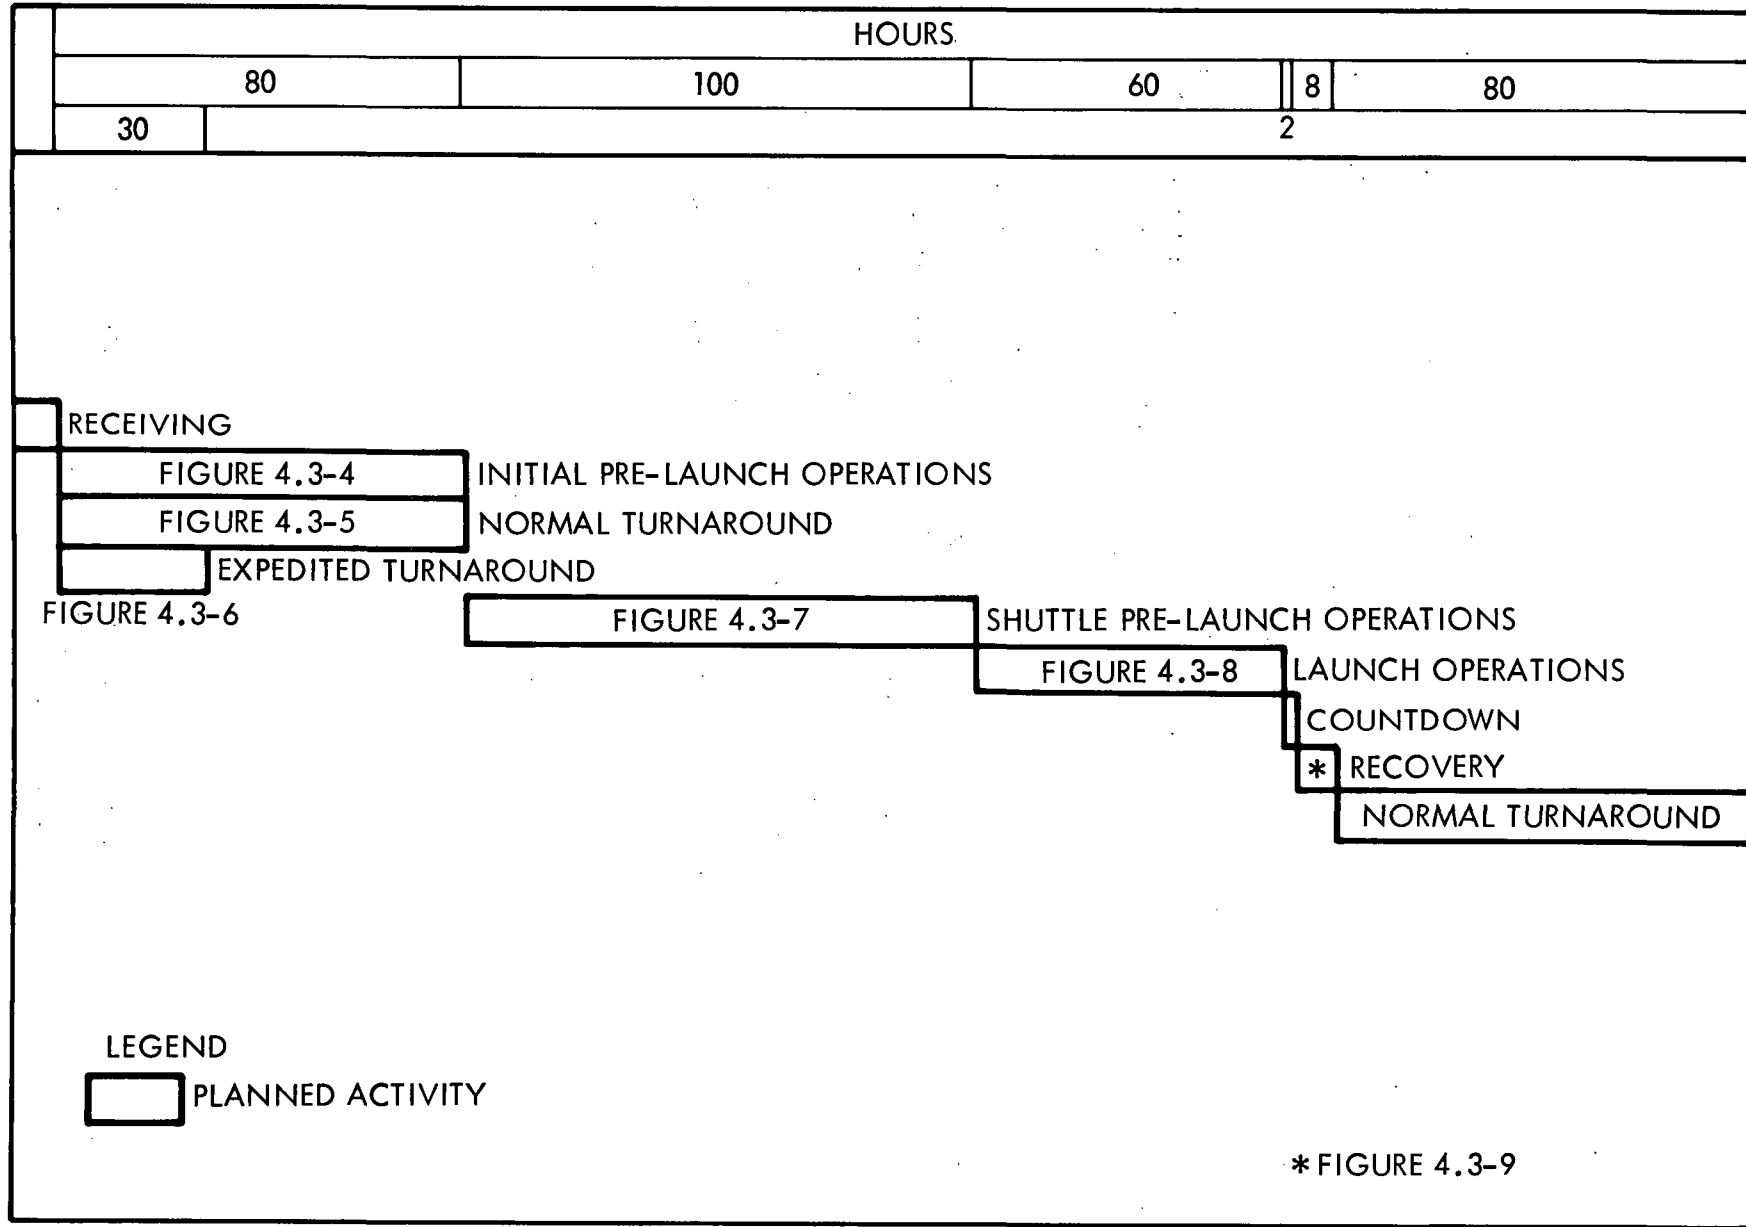 HOURS
80 100 60 8 80
30 2
RECEIVING
FIGURE 4.3-4 INITIAL PRE-LAUNCH OPERATIONS
FIGURE 4.3-5 NORMAL TURNAROUND
EXPEDITED TURNAROUND
FIGURE 4.3-6
FIGURE 4.3-7 SHUTTLE PRE-LAUNCH OPERATIONS
FIGURE 4.3-8 LAUNCH OPERATIONS
COUNTDOWN
* RECOVERY
NORMAL TURNAROUND
LEGEND
PLANNED ACTIVITY
* FIGURE 4.3-9